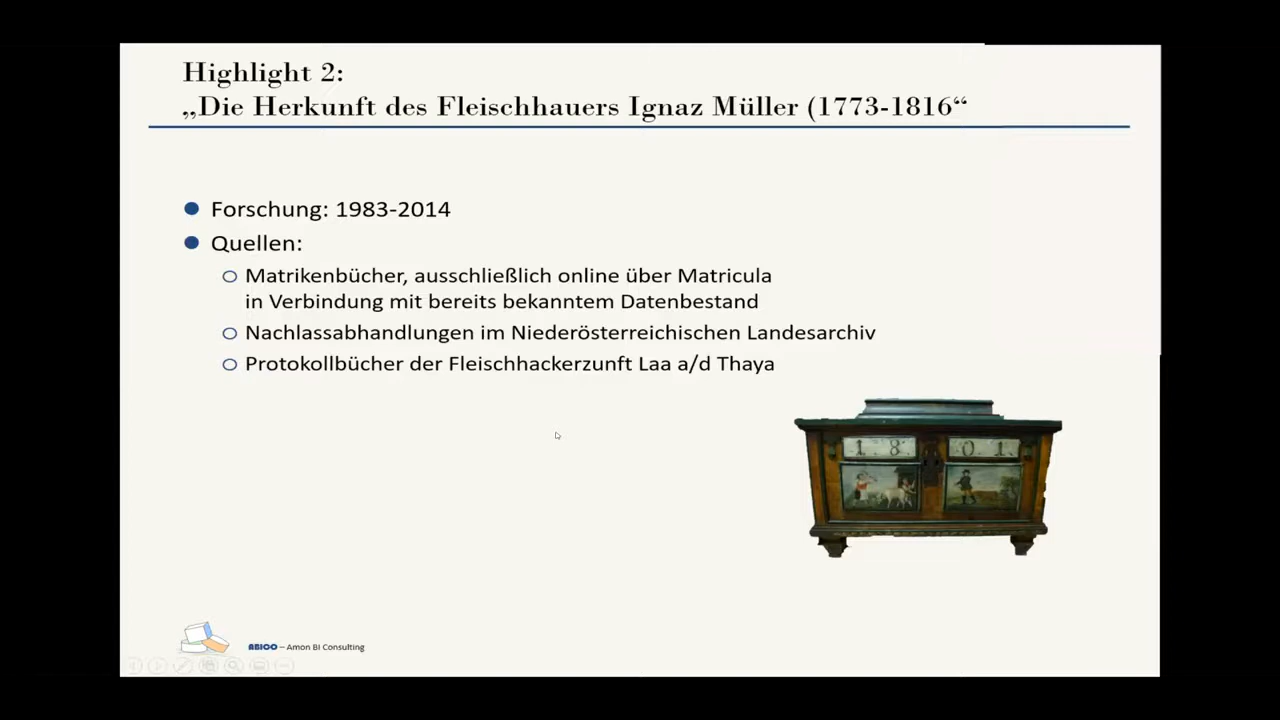 Highlight 2:
„Die Herkunft des Fleischhauers Ignaz Müller (1773-1816“
Forschung: 1983-2014
Quellen:
Matrikenbücher, ausschließlich online über Matricula
in Verbindung mit bereits bekanntem Datenbestand
Nachlassabhandlungen im Niederösterreichischen Landesarchiv
Protokollbücher der Fleischhackerzunft Laa a/d Thaya
1 8 0 1
ABICO – Amon BI Consulting